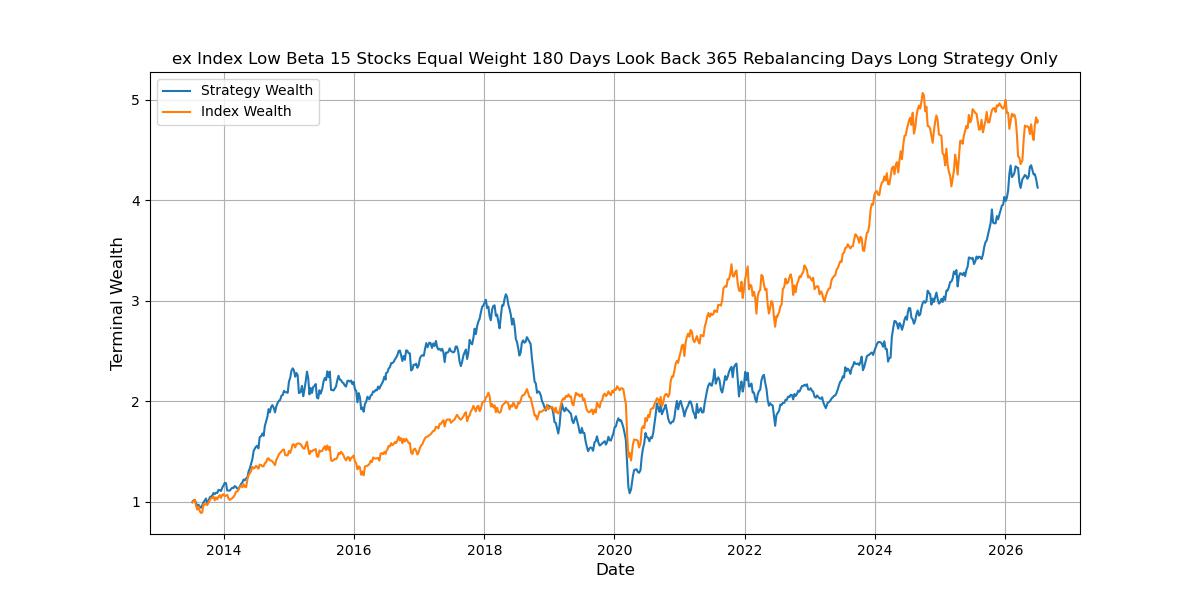 ex Index Low Beta 15 Stocks Equal Weight 180 Days Look Back 365 Rebalancing Days Long Strategy Only
Strategy Wealth
Index Wealth
5
4
3
2
1
Terminal Wealth
2014 2016 2018 2020 2022 2024 2026
Date